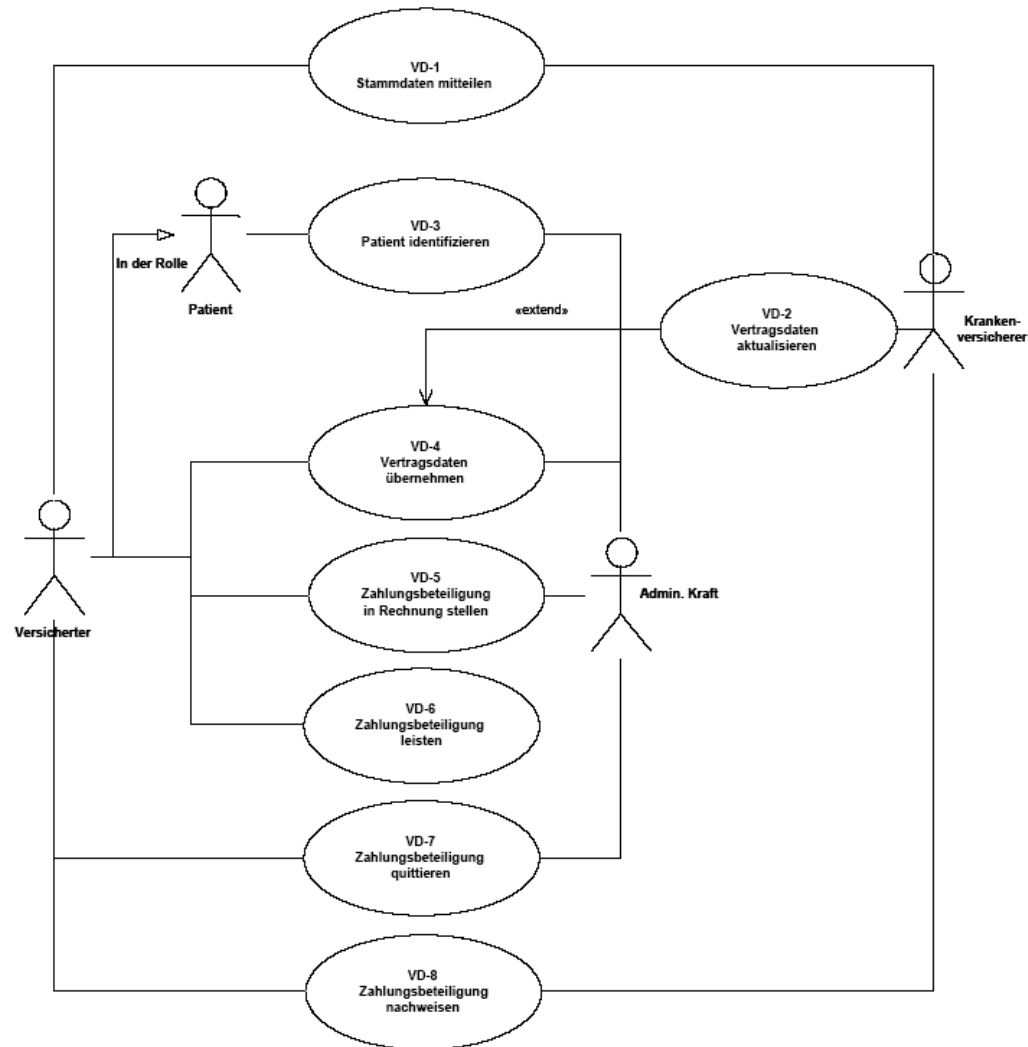 VD-1
Stammdaten mitteilen
VD-3
Patient identifizieren
In der Rolle
Patient
«extend»
VD-2
Vertragsdaten
aktualisieren
Kranken-
versicherer
VD-4
Vertragsdaten
übernehmen
VD-5
Zahlungsbeteiligung
in Rechnung stellen
Admin. Kraft
Versicherter
VD-6
Zahlungsbeteiligung
leisten
VD-7
Zahlungsbeteiligung
quittieren
VD-8
Zahlungsbeteiligung
nachweisen